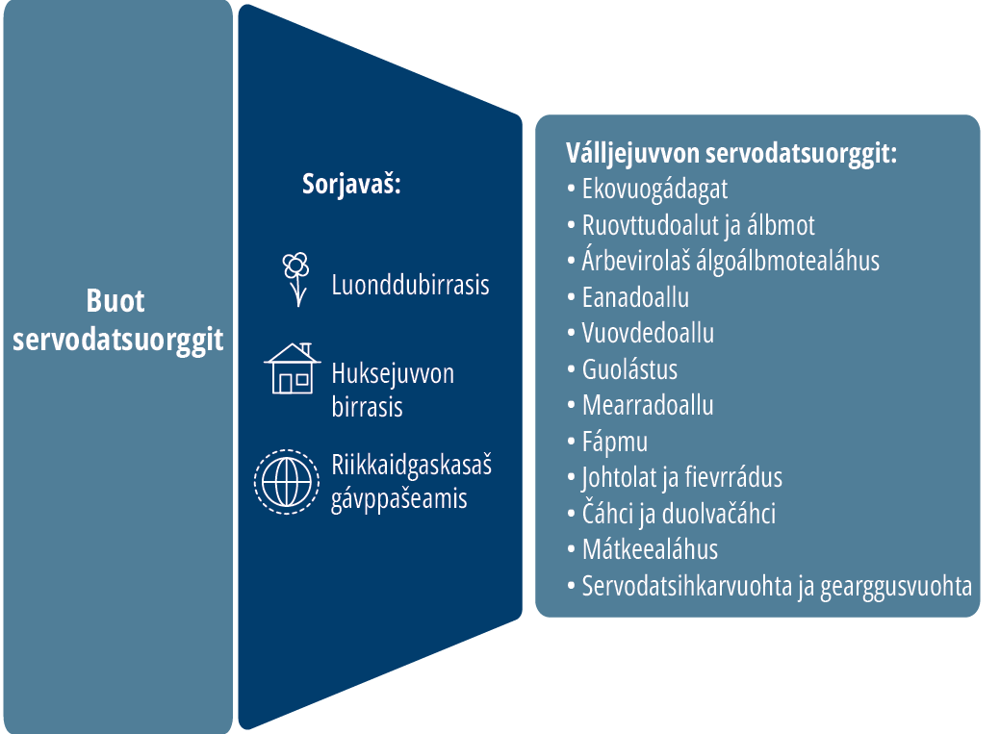 Buot
servodatsuorggit
Sorjavaš:
Luonddubirrasis
Huksejuvvon
birrasis
Riikkaidgaskasaš
gávppašeamis
Válljejuvvon servodatsuorggit:
• Ekovuogádagat
• Ruovttudoalut ja álbmot
• Árbevirolaš álgoálbmotealáhus
• Eanadoallu
• Vuovdedoallu
• Guolástus
• Mearradoallu
• Fápmu
• Johtolat ja fievrrádus
• Čáhci ja duolvačáhci
• Mátkeealáhus
• Servodatsihkarvuohta ja gearggusvuohta